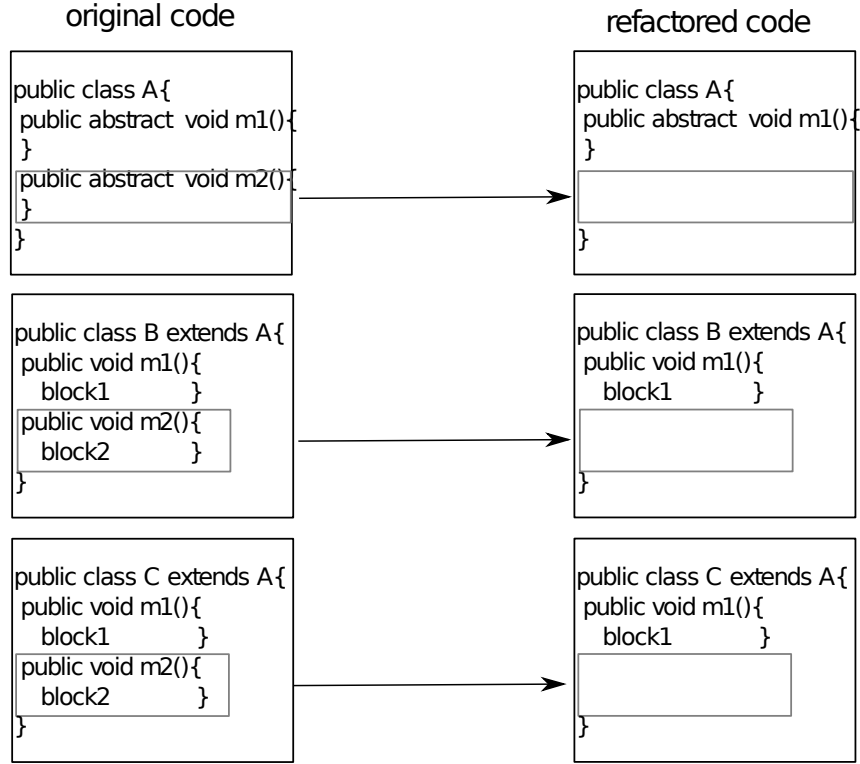 original code
refactored code
public class A{
public abstract  void m1(){
}
public abstract  void m2(){
}
}
public class A{
public abstract  void m1(){
}
}
public class B extends A{
public void m1(){
block1 }
public void m2(){
block2 }
}
public class B extends A{
public void m1(){
block1 }
}
public class C extends A{
public void m1(){
block1 }
public void m2(){
block2 }
}
public class C extends A{
public void m1(){
block1 }
}